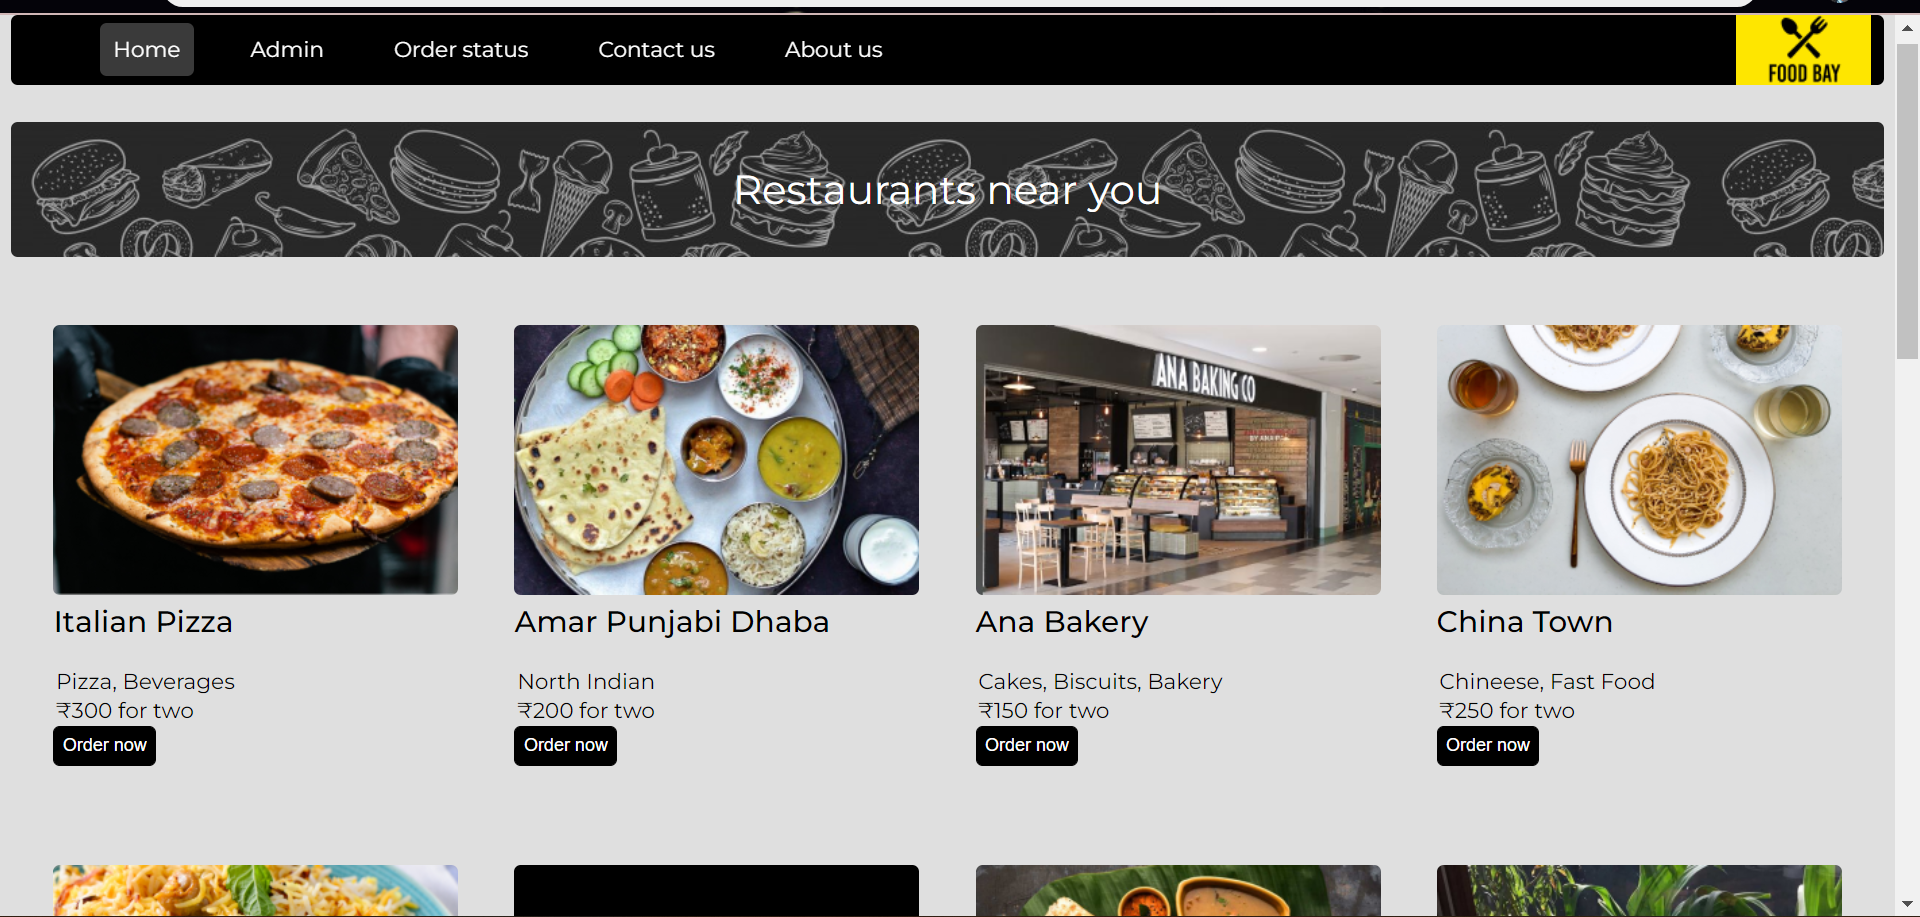 Home Admin Order status Contact us About us
FOOD BAY
Restaurants near you
ANA BAKING CO
Italian Pizza
Amar Punjabi Dhaba
Ana Bakery
China Town
Pizza, Beverages
₹300 for two
Order now
North Indian
₹200 for two
Order now
Cakes, Biscuits, Bakery
₹150 for two
Order now
Chineese, Fast Food
₹250 for two
Order now